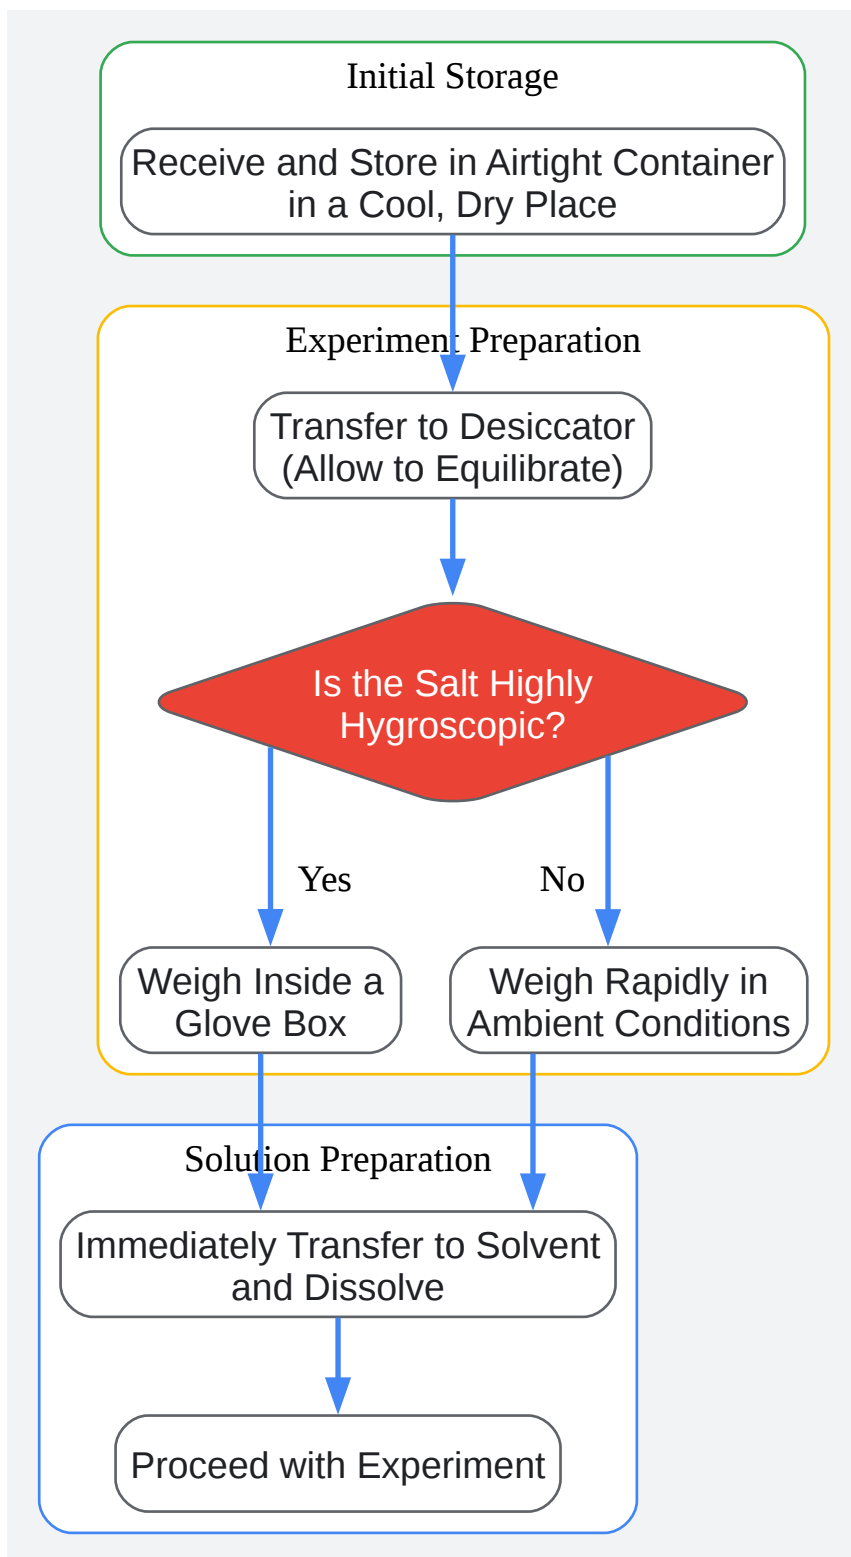 Initial Storage
Receive and Store in Airtight Container
in a Cool, Dry Place
Experiment Preparation
Transfer to Desiccator
(Allow to Equilibrate)
Is the Salt Highly
Hygroscopic?
Yes
No
Weigh Inside a
Glove Box
Weigh Rapidly in
Ambient Conditions
Solution Preparation
Immediately Transfer to Solvent
and Dissolve
Proceed with Experiment